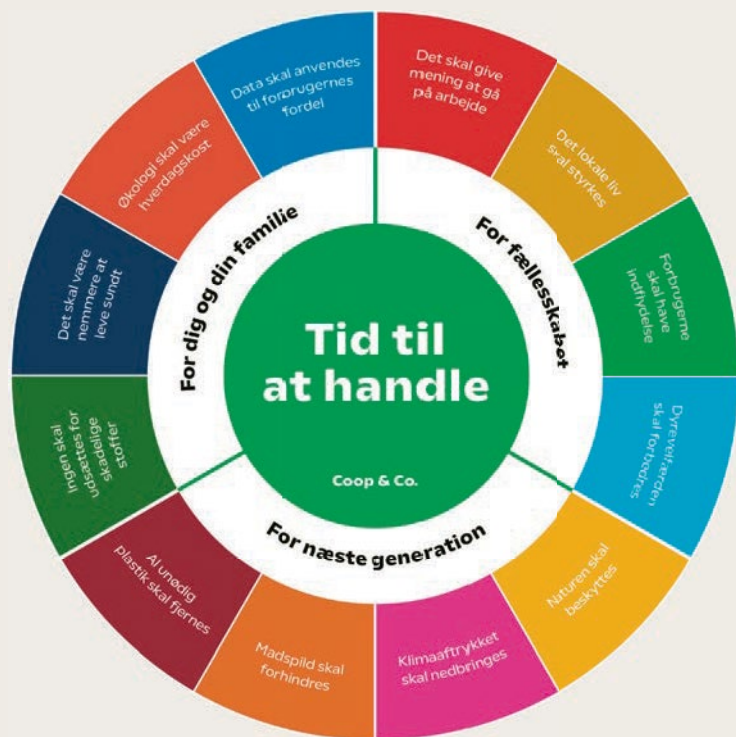 Tid til
at handle
Coop & Co.
For fællesskabet
For næste generation
For dig og din familie
Det skal give
mening at gå
på arbejde
Det lokale liv
skal styrkes
Forbrugerne
skal have
indflydelse
Dyrevelfærden
skal forbedres
Naturen skal
beskyttes
Klimaaftrykket
skal nedbringes
Madspild skal
forhindres
Al unødig
plastik skal fjernes
Ingen skal
udsættes for
skadelige
stoffer
Det skal være
nemmere at
leve sundt
Økologi skal være
hverdagskost
Data skal anvendes
til forbrugernes
fordel